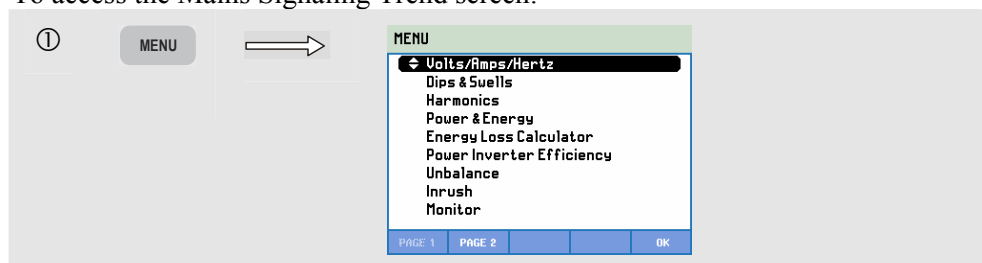 To access the Mains Signaling Trend screen:
① MENU
MENU
Volts/Amps/Hertz
Dips & Swells
Harmonics
Power & Energy
Energy Loss Calculator
Power Inverter Efficiency
Unbalance
Inrush
Monitor
PAGE 1 PAGE 2 OK